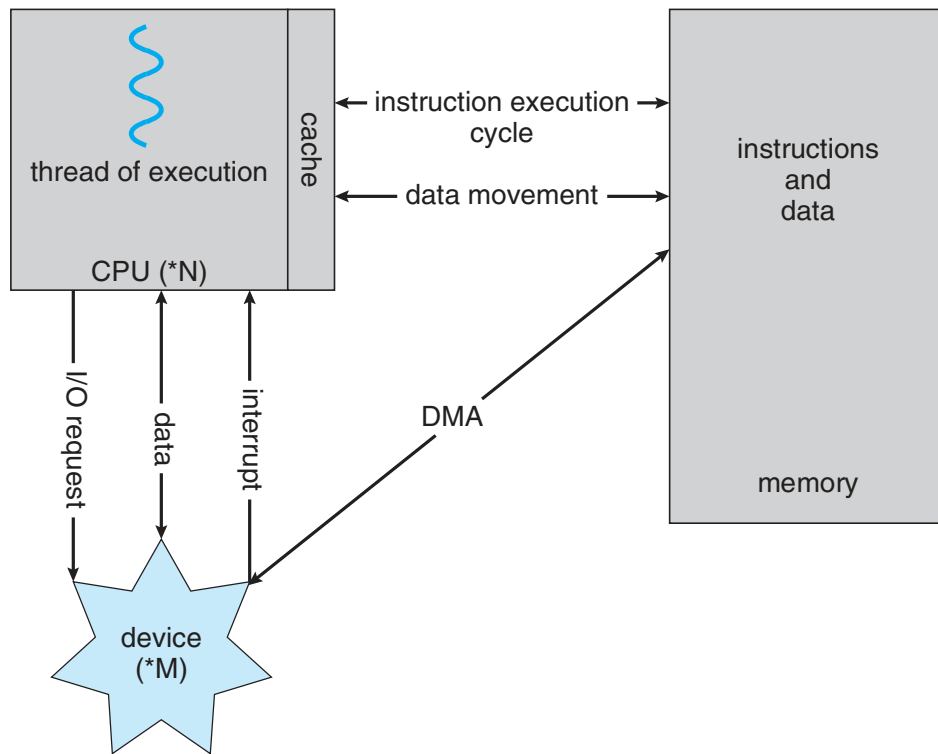 thread of execution
cache
CPU (*N)
instruction execution
cycle
data movement
instructions
and
data
memory
I/O request
data
interrupt
DMA
device
(*M)